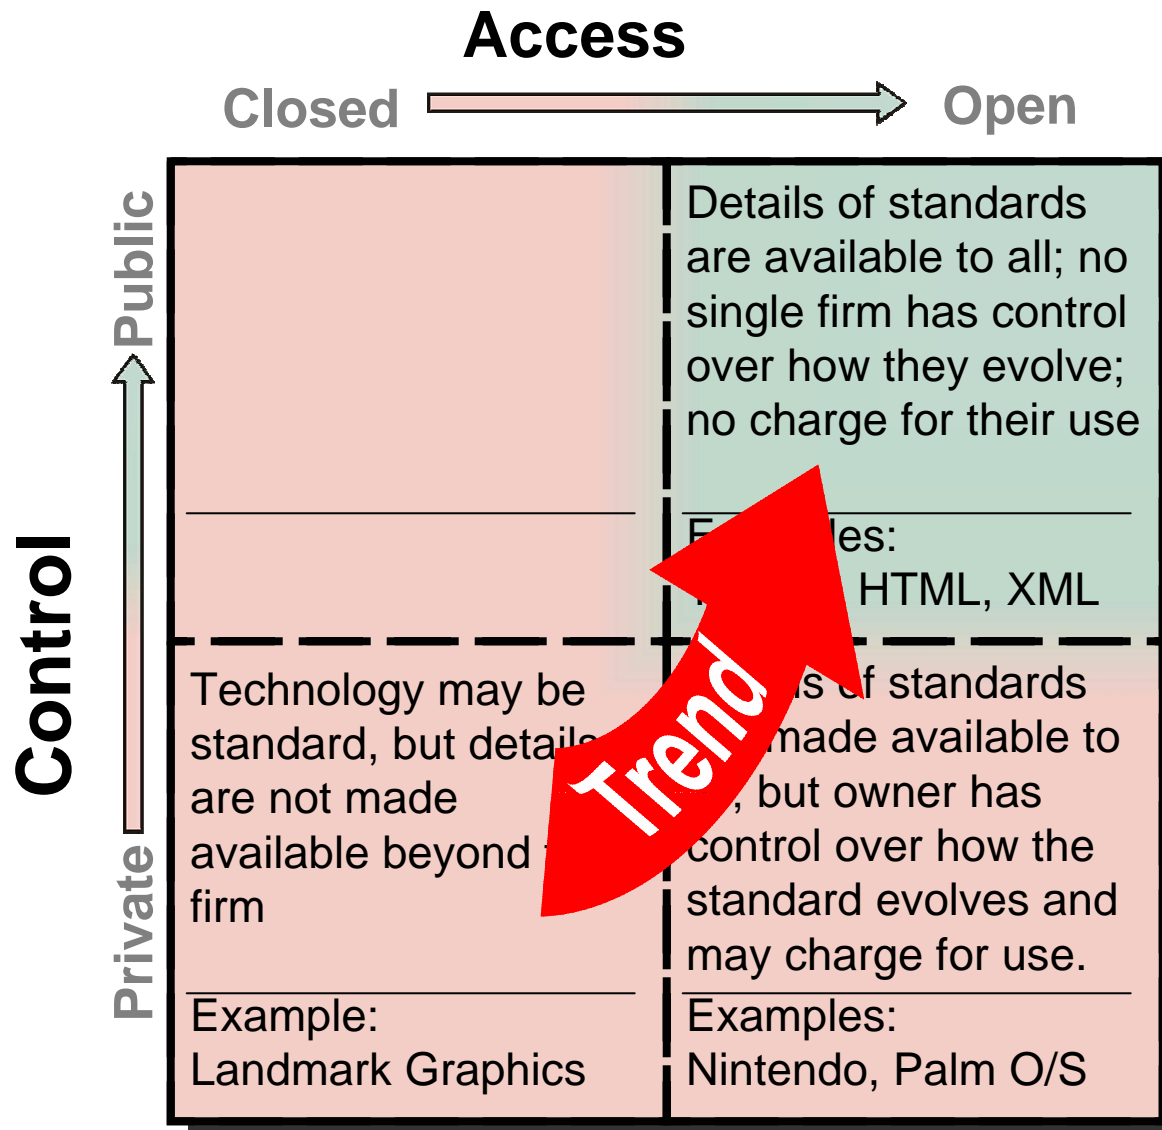 Access
Closed
Open
Public
Control
Private
Details of standards
are available to all; no
single firm has control
over how they evolve;
no charge for their use
HTML, XML
Technology may be
standard, but details
are not made
available beyond
firm
Example:
Landmark Graphics
of standards
made available to
, but owner has
control over how the
standard evolves and
may charge for use.
Examples:
Nintendo, Palm O/S
Trend